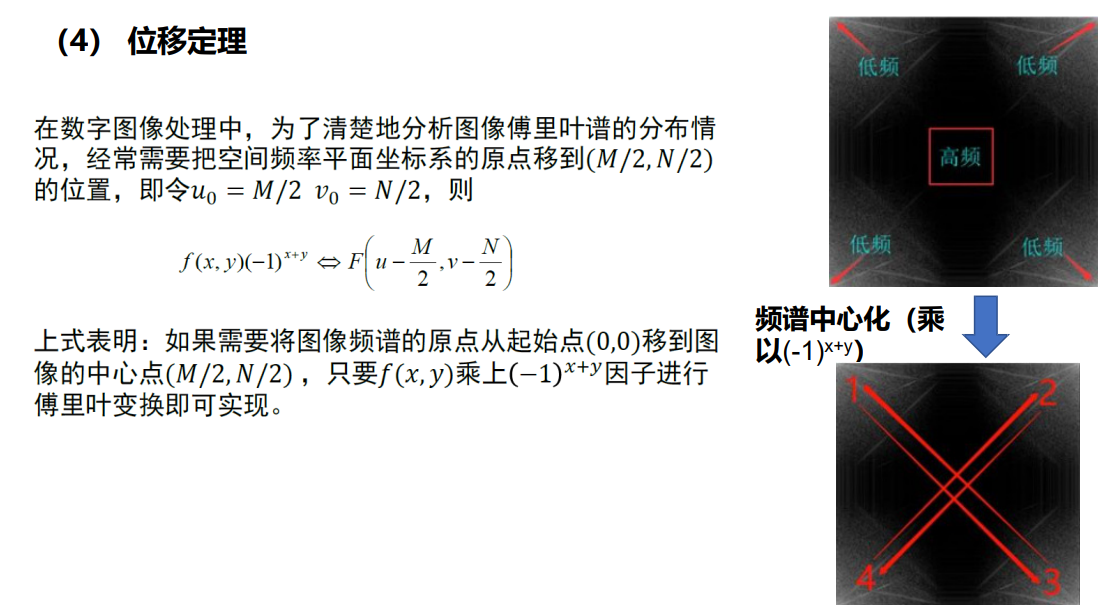 （4） 位移定理
在数字图像处理中，为了清楚地分析图像傅里叶谱的分布情
况，经常需要把空间频率平面坐标系的原点移到(M/2, N/2)
的位置，即令u₀ = M/2 v₀ = N/2，则
f(x, y)(−1)ˣ⁺ʸ ⇔ F(u − M/2, v − N/2)
上式表明：如果需要将图像频谱的原点从起始点(0,0)移到图
像的中心点(M/2, N/2) ，只要f(x, y)乘上(−1)ˣ⁺ʸ因子进行
傅里叶变换即可实现。
低频 低频
高频
低频 低频
频谱中心化（乘
以(-1)ˣ⁺ʸ）
1 2
4 3